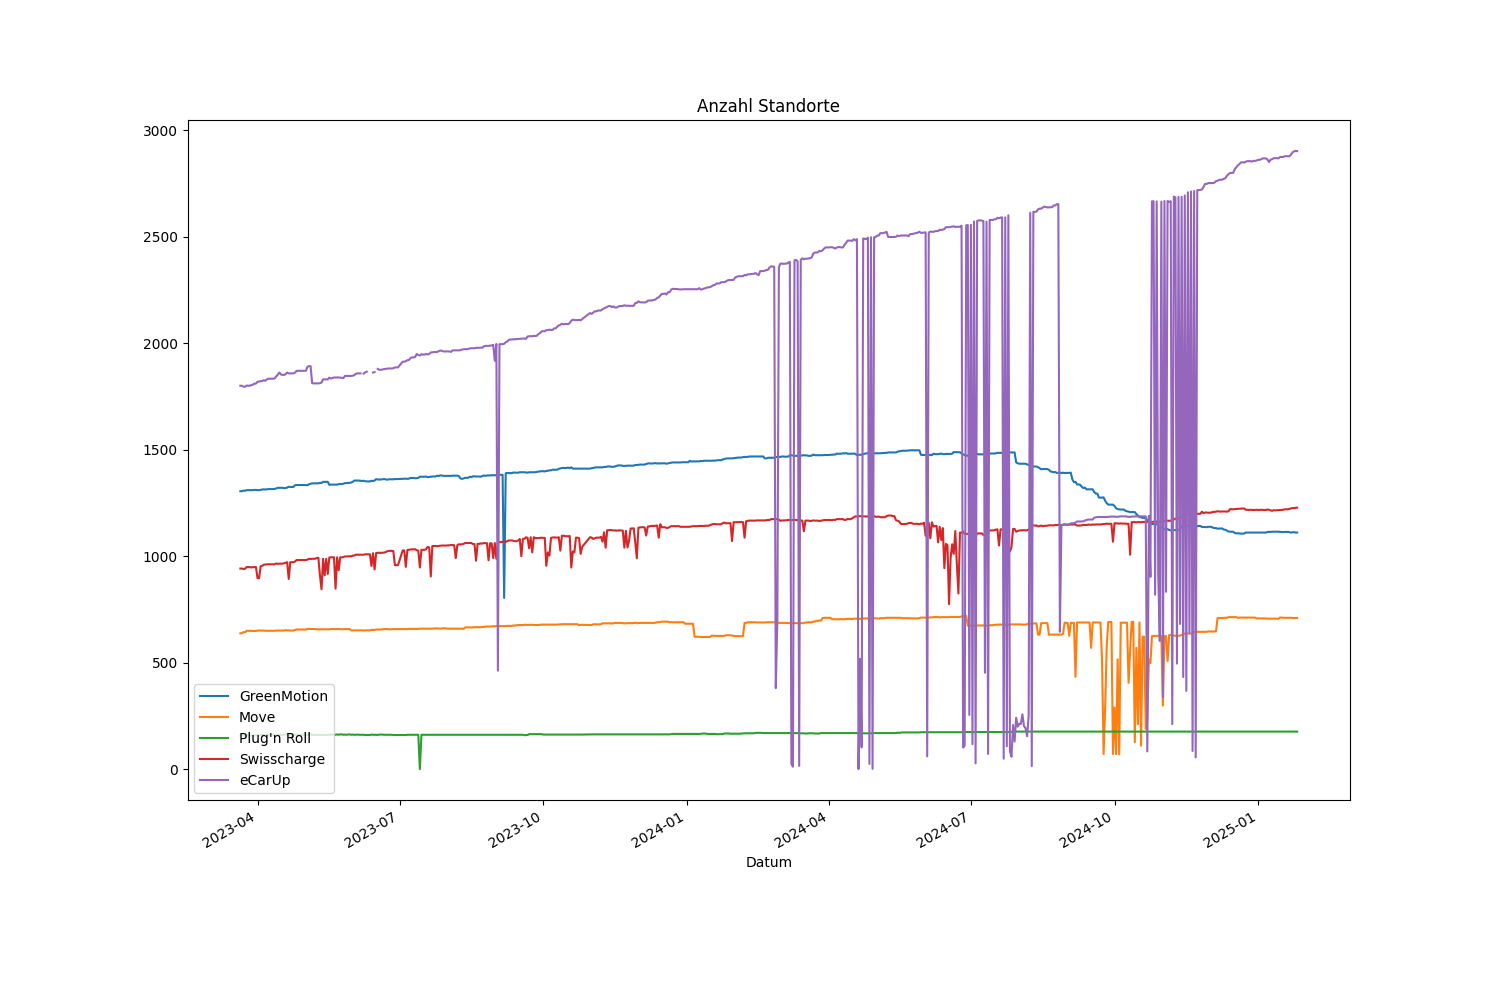 Anzahl Standorte
3000
2500
2000
1500
1000
500
0
GreenMotion
Move
Plug'n Roll
Swisscharge
eCarUp
2023-04
2023-07
2023-10
2024-01
2024-04
2024-07
2024-10
2025-01
Datum